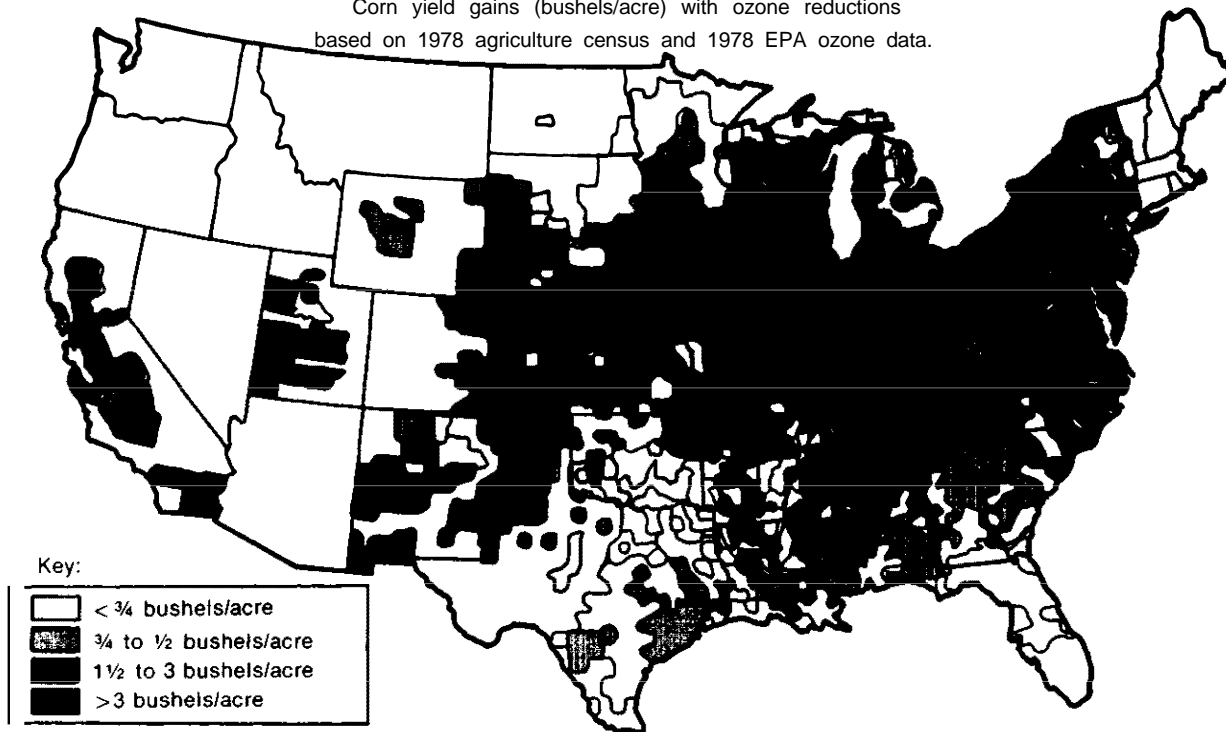 Corn yield gains (bushels/acre) with ozone reductions
based on 1978 agriculture census and 1978 EPA ozone data.
Key:
< ¾ bushels/acre
¾ to ½ bushels/acre
1½ to 3 bushels/acre
>3 bushels/acre